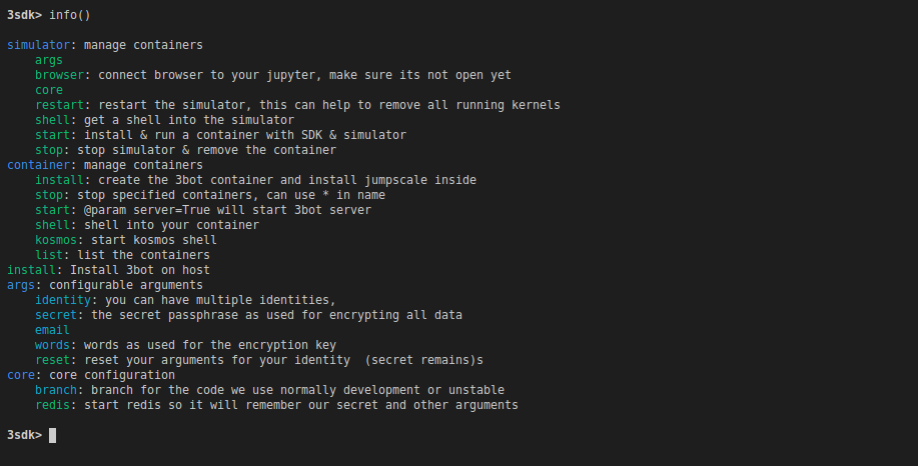 3sdk> info()
simulator: manage containers
args
browser: connect browser to your jupyter, make sure its not open yet
core
restart: restart the simulator, this can help to remove all running kernels
shell: get a shell into the simulator
start: install & run a container with SDK & simulator
stop: stop simulator & remove the container
container: manage containers
install: create the 3bot container and install jumpscale inside
stop: stop specified containers, can use * in name
start: @param server=True will start 3bot server
shell: shell into your container
kosmos: start kosmos shell
list: list the containers
install: Install 3bot on host
args: configurable arguments
identity: you can have multiple identities,
secret: the secret passphrase as used for encrypting all data
email
words: words as used for the encryption key
reset: reset your arguments for your identity  (secret remains)s
core: core configuration
branch: branch for the code we use normally development or unstable
redis: start redis so it will remember our secret and other arguments
3sdk>